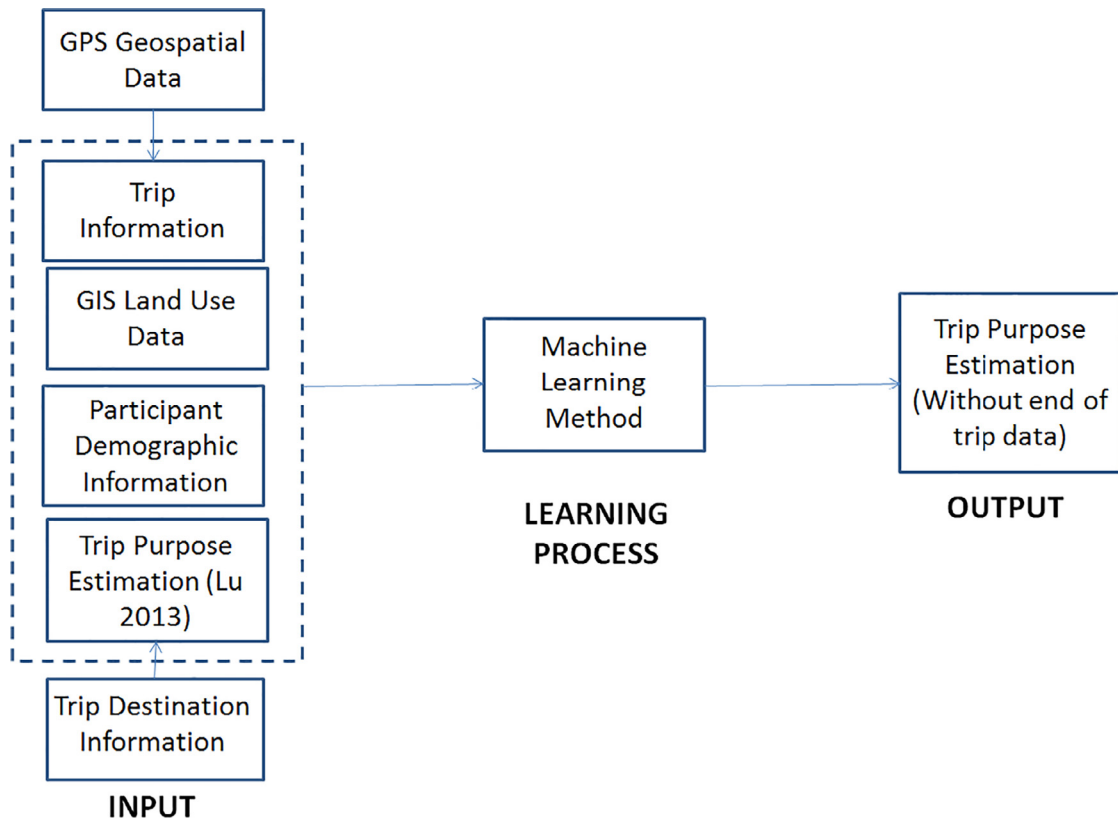 GPS Geospatial
Data
Trip
Information
GIS Land Use
Data
Participant
Demographic
Information
Trip Purpose
Estimation (Lu
2013)
Trip Destination
Information
INPUT
Machine
Learning
Method
LEARNING
PROCESS
Trip Purpose
Estimation
(Without end of
trip data)
OUTPUT